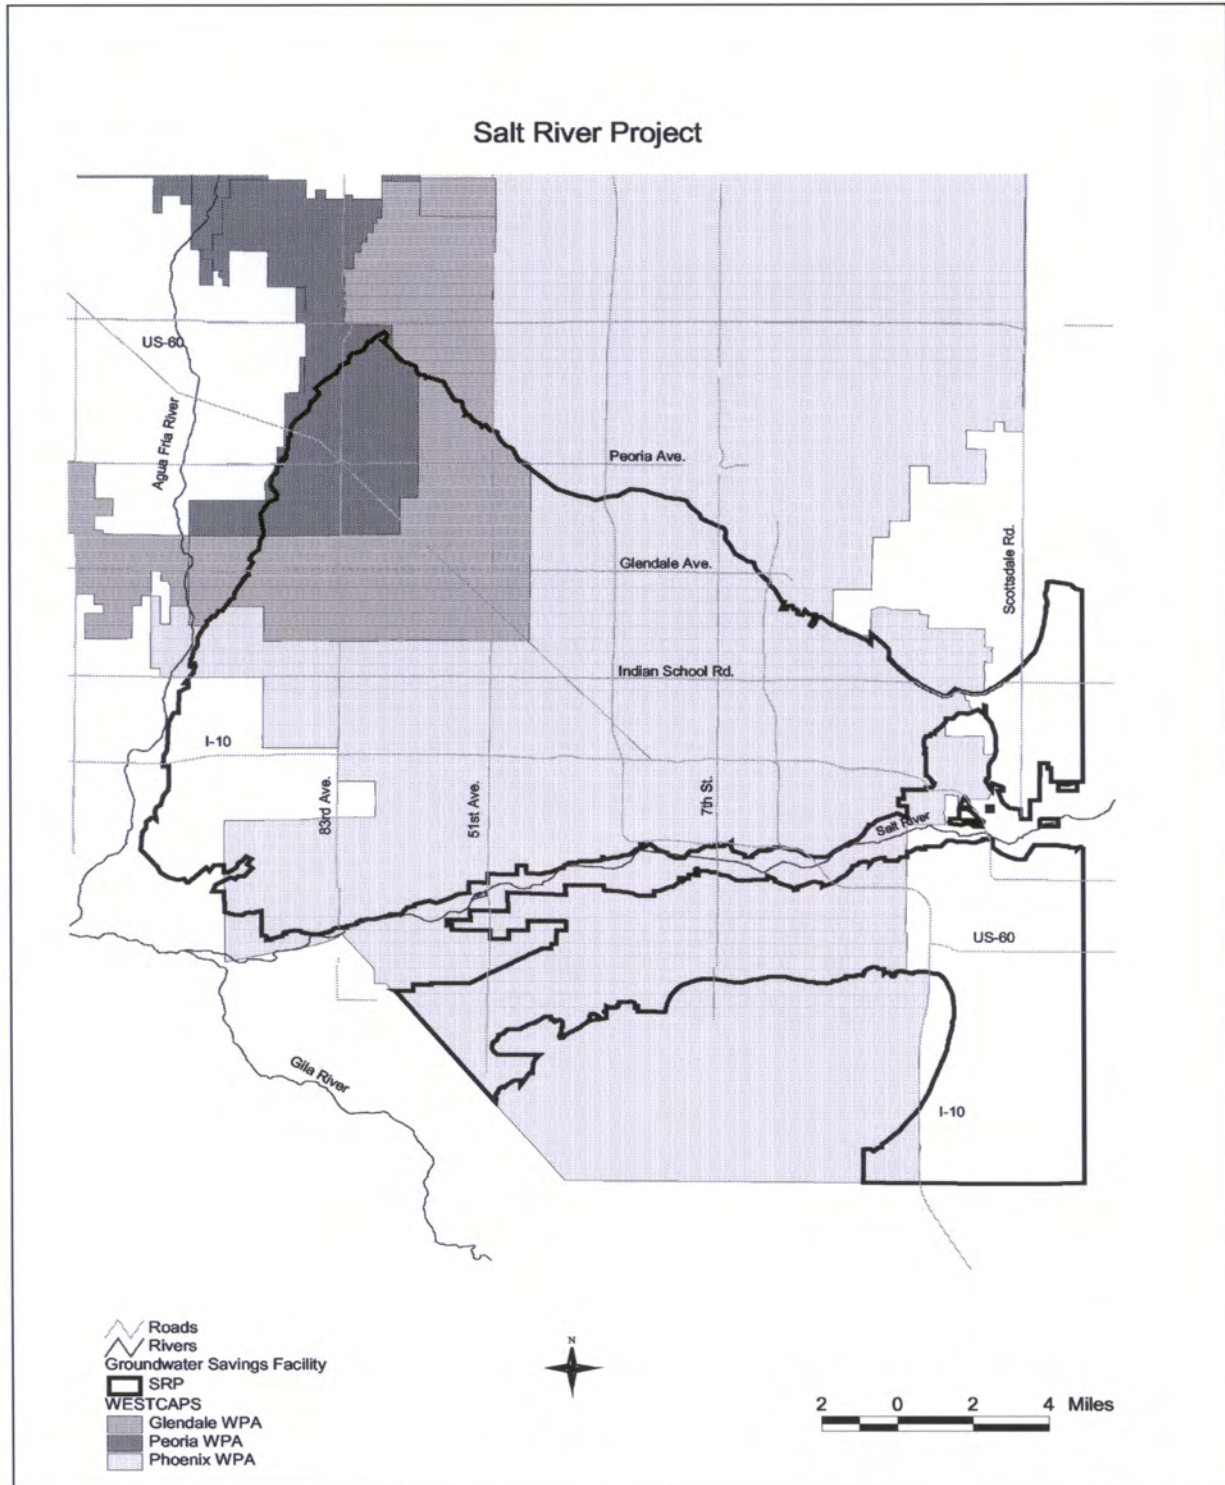 Salt River Project
US-60
Agua Fria River
Peoria Ave.
Scottsdale Rd.
Glendale Ave.
Indian School Rd.
I-10
83rd Ave.
51st Ave.
7th St.
Salt River
US-60
Gila River
I-10
Roads
Rivers
Groundwater Savings Facility
SRP
WESTCAPS
Glendale WPA
Peoria WPA
Phoenix WPA
N
2 0 2 4 Miles